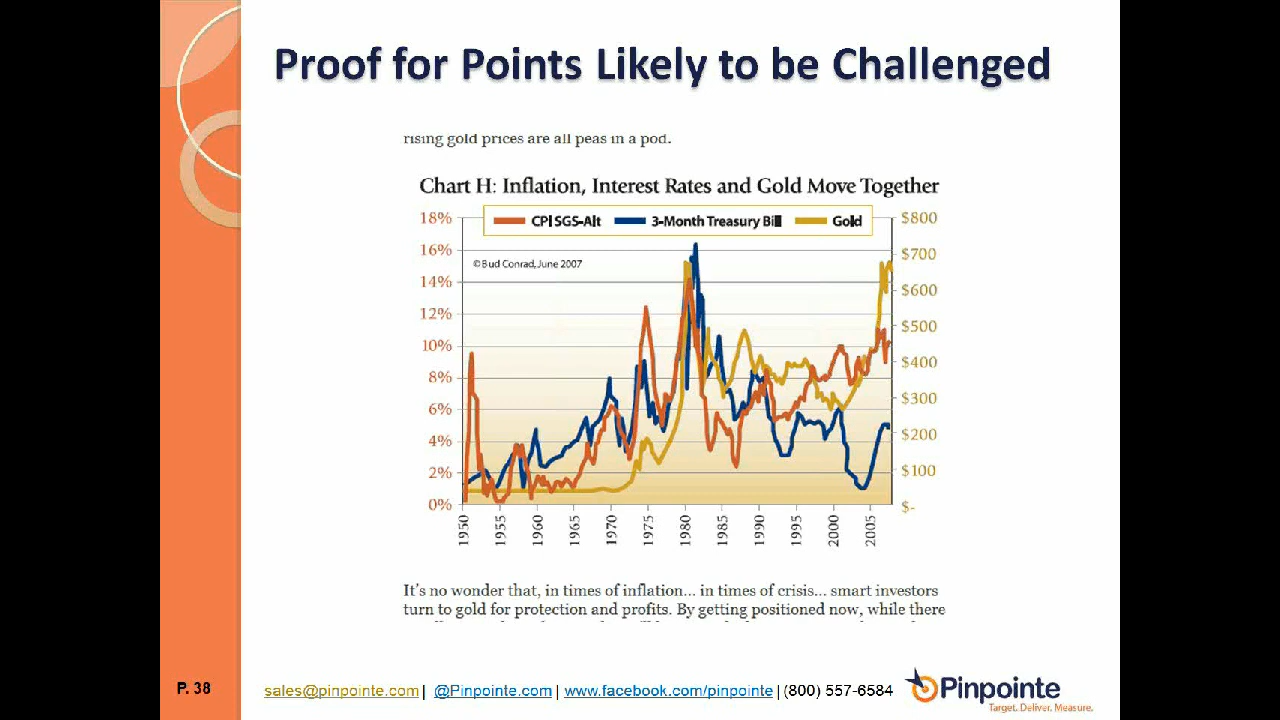 Proof for Points Likely to be Challenged
rising gold prices are all peas in a pod.
Chart H: Inflation, Interest Rates and Gold Move Together
CPI SGS-Alt 3-Month Treasury Bill Gold
©Bud Conrad, June 2007
18%
16%
14%
12%
10%
8%
6%
4%
2%
0%
$800
$700
$600
$500
$400
$300
$200
$100
$-
1950 1955 1960 1965 1970 1975 1980 1985 1990 1995 2000 2005
It's no wonder that, in times of inflation... in times of crisis... smart investors
turn to gold for protection and profits. By getting positioned now, while there
P. 38
sales@pinpointe.com | @Pinpointe.com | www.facebook.com/pinpointe | (800) 557-6584
Pinpointe
Target. Deliver. Measure.